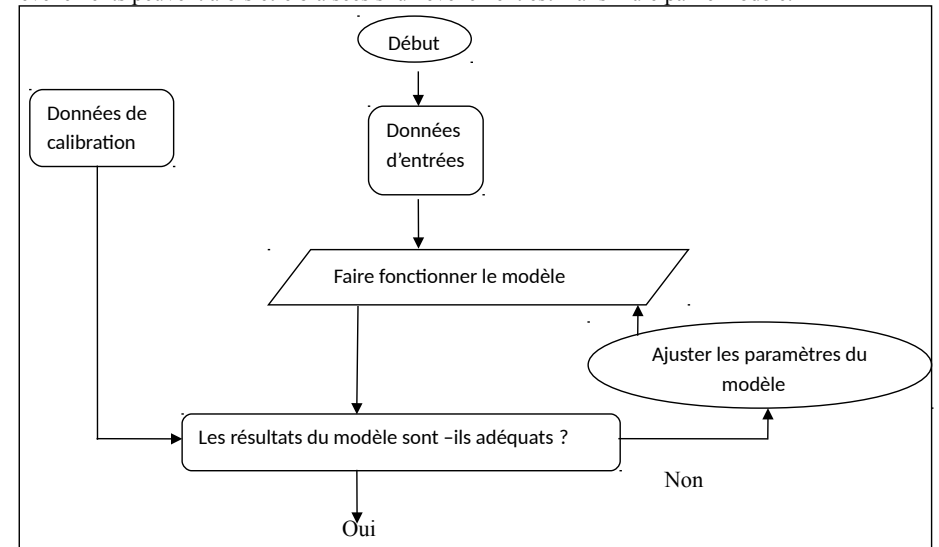 Début
Données de
calibration
Données
d’entrées
Faire fonctionner le modèle
Ajuster les paramètres du
modèle
Les résultats du modèle sont –ils adéquats ?
Non
Oui